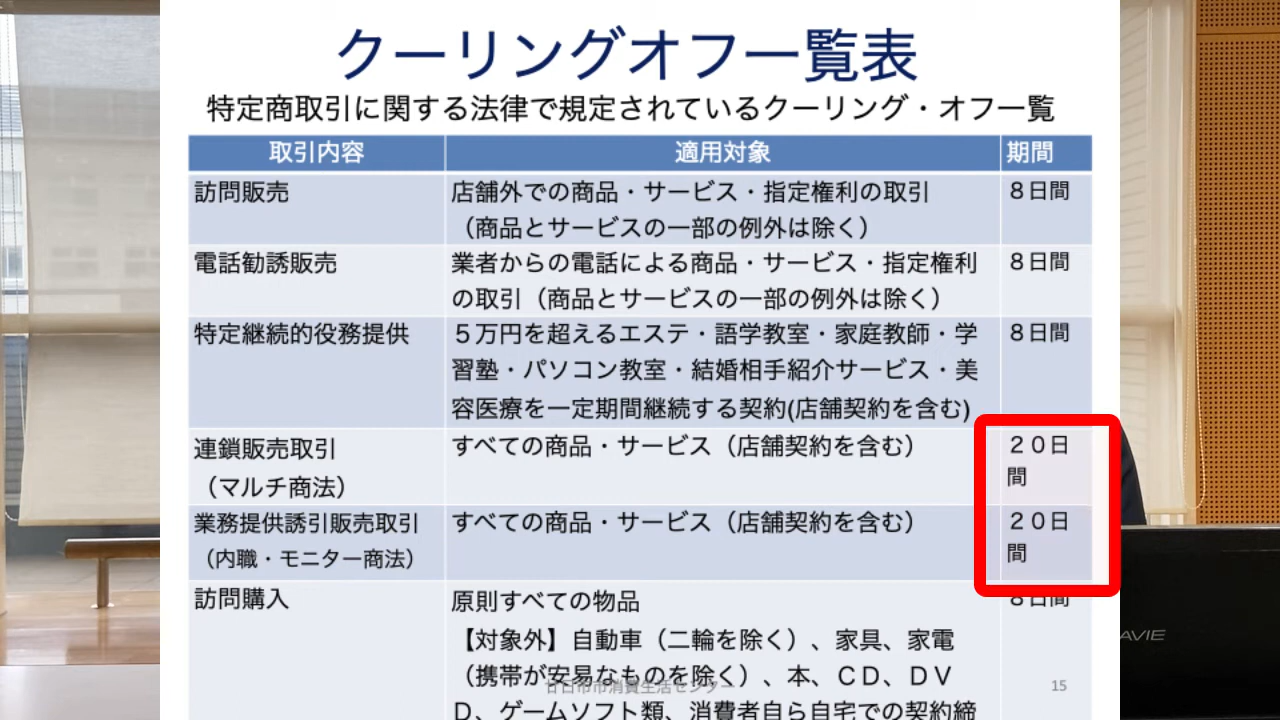 クーリングオフ一覧表
特定商取引に関する法律で規定されているクーリング・オフ一覧
取引内容 適用対象 期間
訪問販売 店舗外での商品・サービス・指定権利の取引 ８日間
（商品とサービスの一部の例外は除く）
電話勧誘販売 業者からの電話による商品・サービス・指定権利 ８日間
の取引（商品とサービスの一部の例外は除く）
特定継続的役務提供 ５万円を超えるエステ・語学教室・家庭教師・学 ８日間
習塾・パソコン教室・結婚相手紹介サービス・美
容医療を一定期間継続する契約(店舗契約を含む)
連鎖販売取引 すべての商品・サービス（店舗契約を含む） ２０日
（マルチ商法） 間
業務提供誘引販売取引 すべての商品・サービス（店舗契約を含む） ２０日
（内職・モニター商法） 間
訪問購入 原則すべての物品 ８日間
【対象外】自動車（二輪を除く）、家具、家電
（携帯が安易なものを除く）、本、ＣＤ、ＤＶ
廿日市市消費生活センター 15
Ｄ、ゲームソフト類、消費者自ら自宅での契約締
AVIE